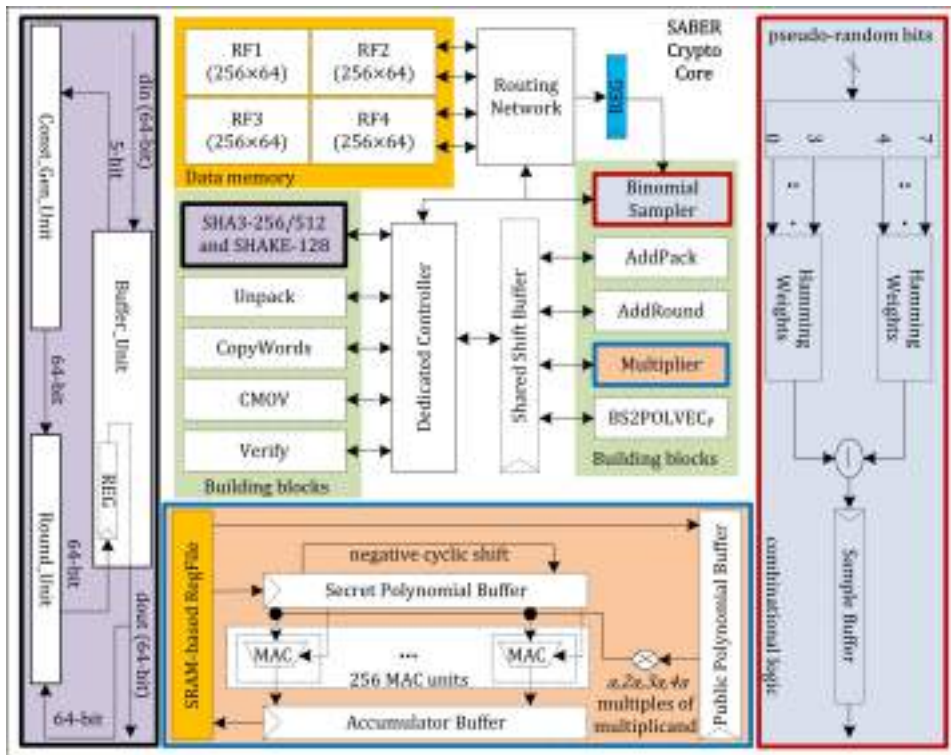 din (64-bit)
5-bit
Const_Gen_Unit
Buffer_Unit
64-bit
REG
Round_Unit
64-bit
dout (64-bit)
64-bit
RF1
(256×64)
RF2
(256×64)
RF3
(256×64)
RF4
(256×64)
Data memory
Routing
Network
SABER
Crypto
Core
REG
SHA3-256/512
and SHAKE-128
Unpack
CopyWords
CMOV
Verify
Building blocks
Dedicated Controller
Shared Shift Buffer
Binomial
Sampler
AddPack
AddRound
Multiplier
BS2POLVECₚ
Building blocks
SRAM-based RegFile
negative cyclic shift
Secret Polynomial Buffer
MAC
...
MAC
256 MAC units
Accumulator Buffer
a,2a,3a,4a
multiples of
multiplicand
Public Polynomial Buffer
pseudo-random bits
0
3
4
7
Hamming
Weights
Hamming
Weights
Sample Buffer
combinational logic